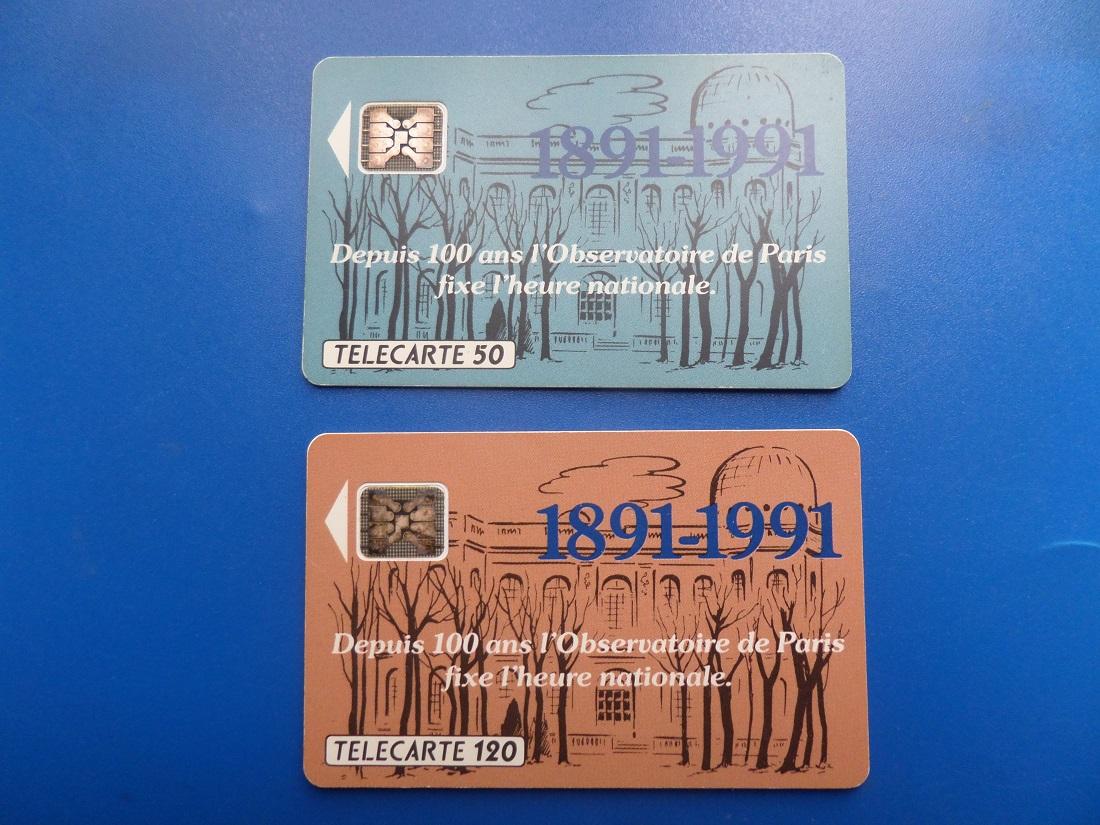 1891-1991
Depuis 100 ans l'Observatoire de Paris
fixe l'heure nationale.
TELECARTE 50
1891-1991
Depuis 100 ans l'Observatoire de Paris
fixe l'heure nationale.
TELECARTE 120